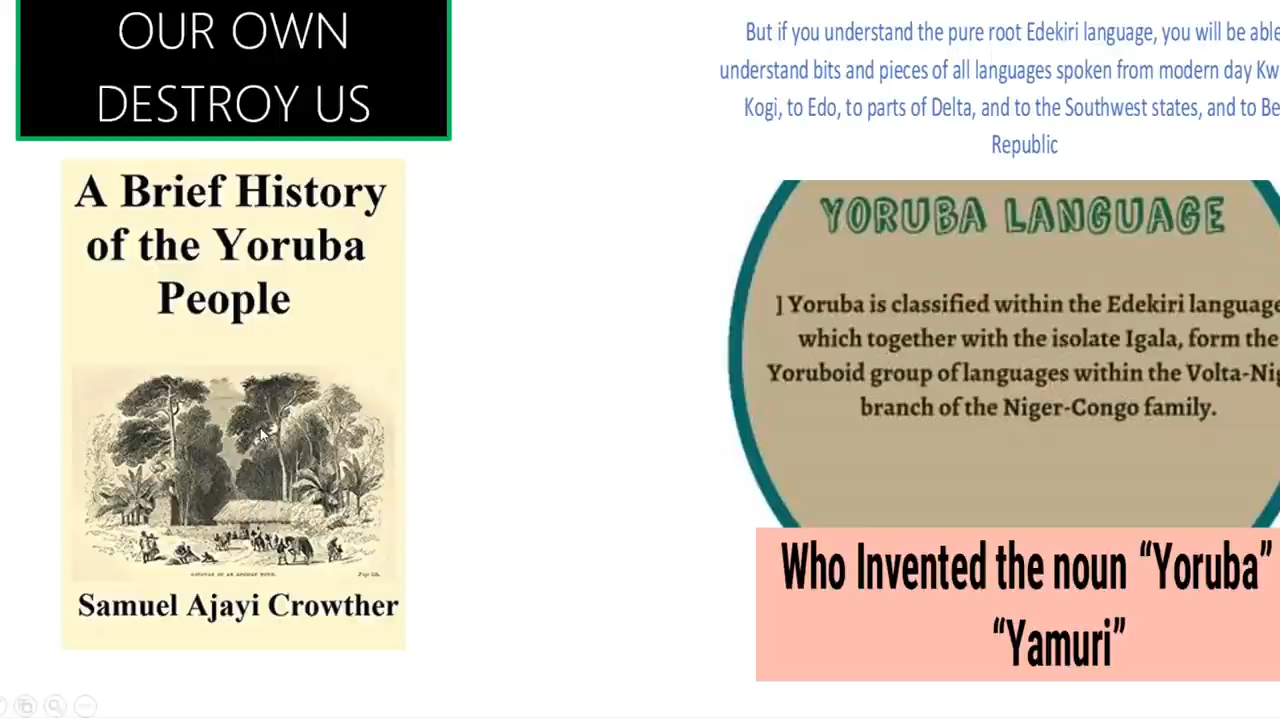 OUR OWN
DESTROY US
A Brief History
of the Yoruba
People
Samuel Ajayi Crowther
But if you understand the pure root Edekiri language, you will be able
understand bits and pieces of all languages spoken from modern day
Kogi, to Edo, to parts of Delta, and to the Southwest states, and to
Republic
YORUBA LANGUAGE
] Yoruba is classified within the Edekiri language
which together with the isolate Igala, form the
Yoruboid group of languages within the
branch of the Niger-Congo family.
Who Invented the noun “Yoruba”
“Yamuri”